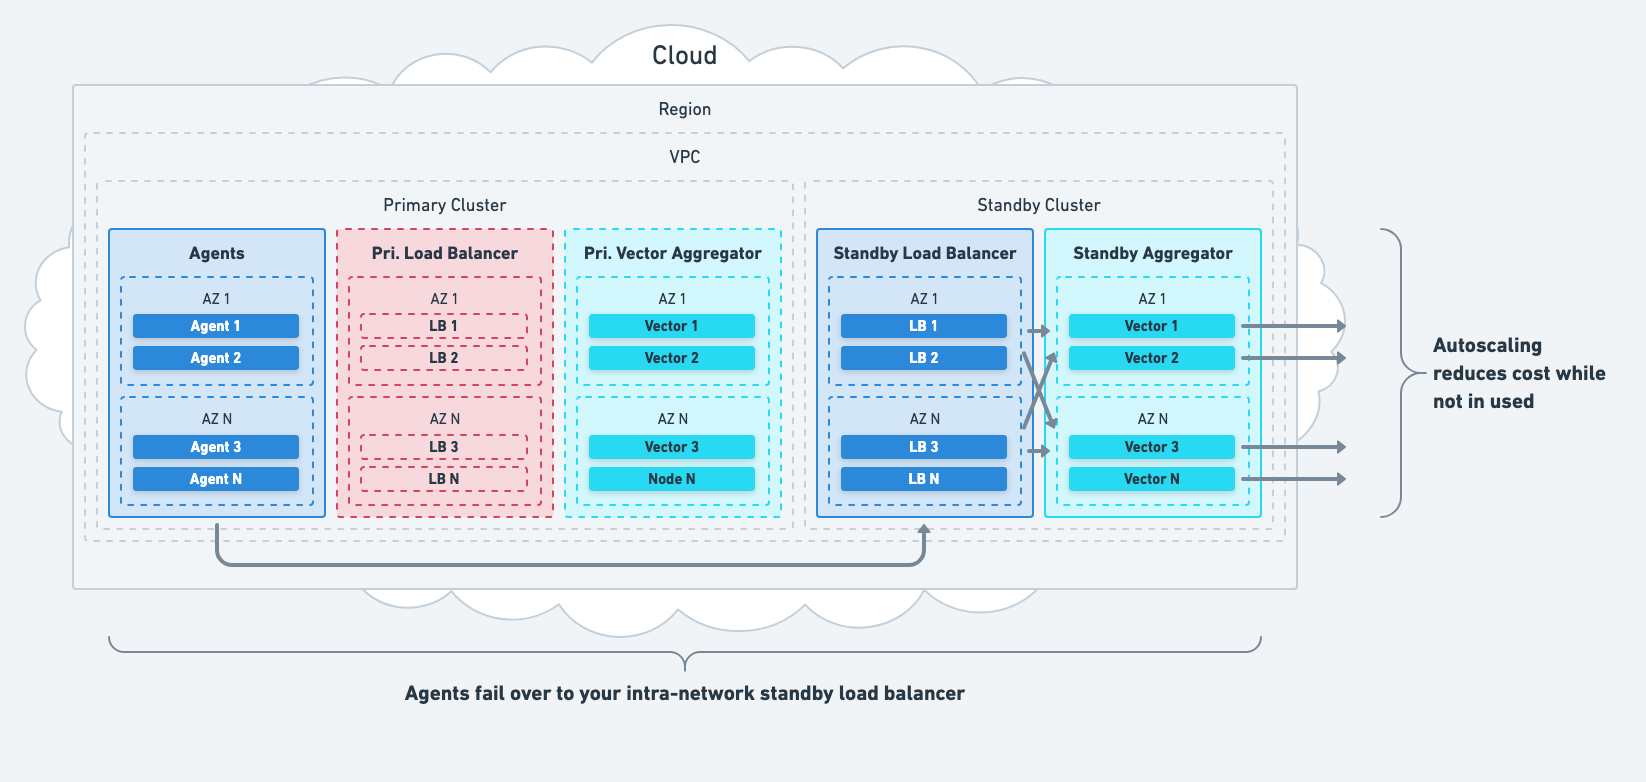 Cloud
Region
VPC
Primary Cluster
Agents
AZ 1
Agent 1
Agent 2
AZ N
Agent 3
Agent N
Pri. Load Balancer
AZ 1
LB 1
LB 2
AZ N
LB 3
LB N
Pri. Vector Aggregator
AZ 1
Vector 1
Vector 2
AZ N
Vector 3
Node N
Standby Cluster
Standby Load Balancer
AZ 1
LB 1
LB 2
AZ N
LB 3
LB N
Standby Aggregator
AZ 1
Vector 1
Vector 2
AZ N
Vector 3
Vector N
Autoscaling
reduces cost while
not in used
Agents fail over to your intra-network standby load balancer